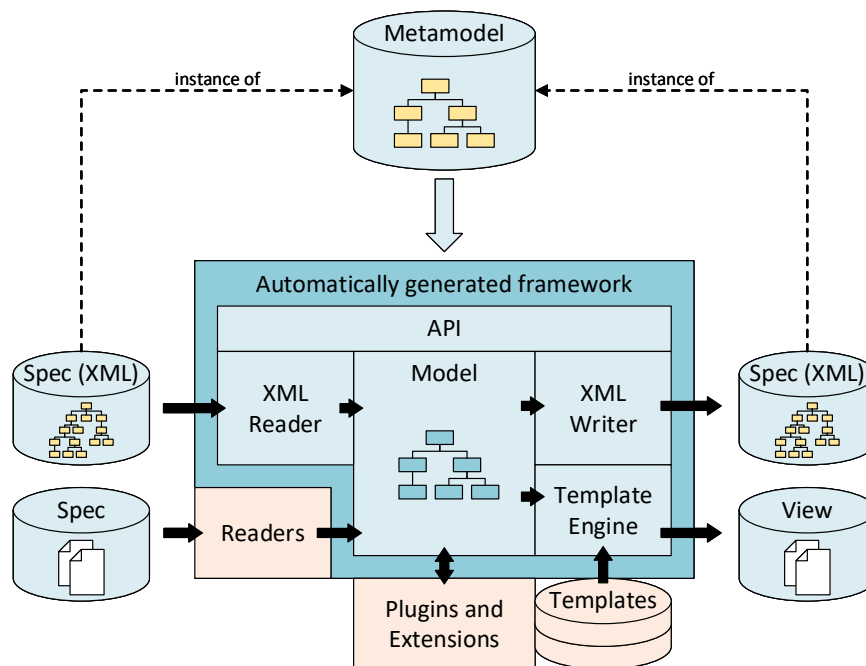 Metamodel
instance of
instance of
Automatically generated framework
API
Spec (XML)
XML
Reader
Model
XML
Writer
Spec (XML)
Spec
Readers
Template
Engine
View
Plugins and
Extensions
Templates